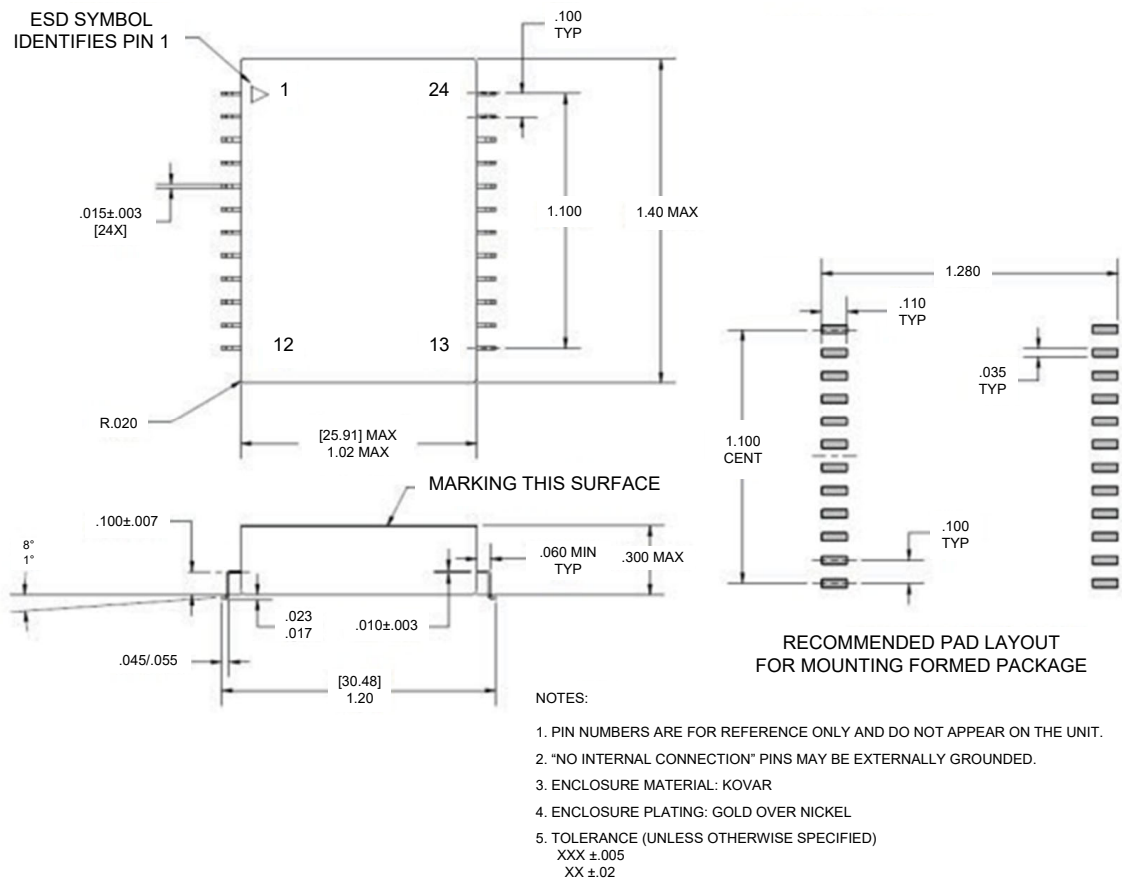 ESD SYMBOL
IDENTIFIES PIN 1
.100
TYP
1
24
.015±.003
[24X]
1.100
1.40 MAX
12
13
R.020
[25.91] MAX
1.02 MAX
1.280
.110
TYP
.035
TYP
1.100
CENT
.100
TYP
RECOMMENDED PAD LAYOUT
FOR MOUNTING FORMED PACKAGE
MARKING THIS SURFACE
.100±.007
8°
1°
.060 MIN
TYP
.300 MAX
.023
.017
.010±.003
.045/.055
[30.48]
1.20
NOTES:
1. PIN NUMBERS ARE FOR REFERENCE ONLY AND DO NOT APPEAR ON THE UNIT.
2. “NO INTERNAL CONNECTION” PINS MAY BE EXTERNALLY GROUNDED.
3. ENCLOSURE MATERIAL: KOVAR
4. ENCLOSURE PLATING: GOLD OVER NICKEL
5. TOLERANCE (UNLESS OTHERWISE SPECIFIED)
XXX ±.005
XX ±.02